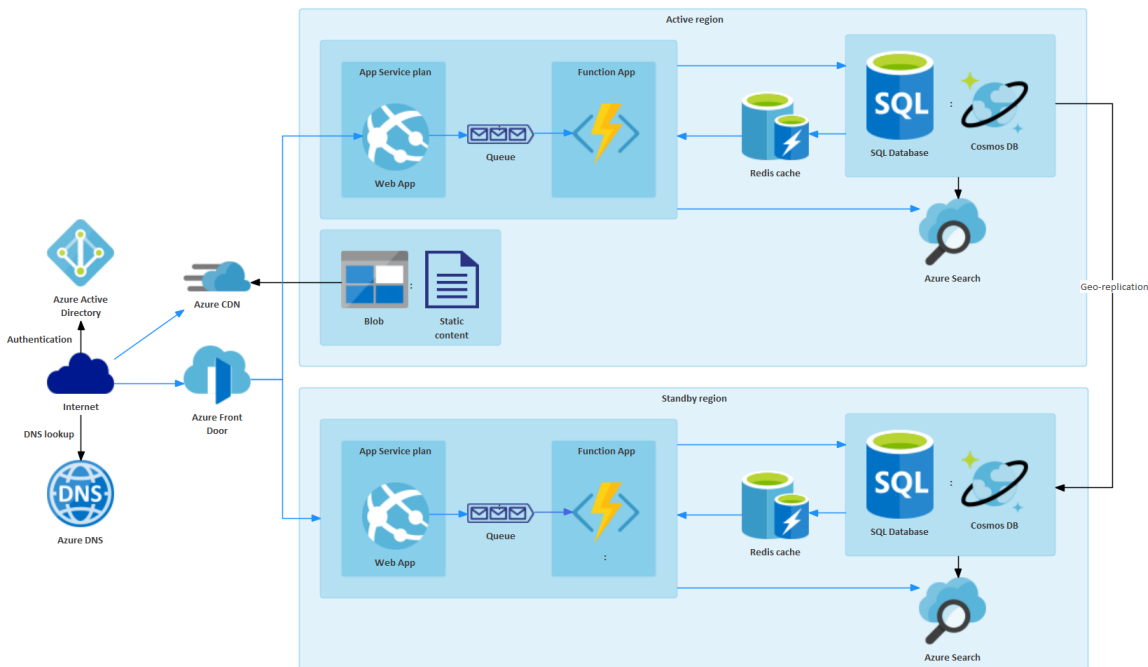 Active region
App Service plan
Function App
SQL
:
Queue
SQL Database
Cosmos DB
Redis cache
Web App
Azure Search
Geo-replication
Azure Active
Directory
Azure CDN
:
Blob
Static
content
Authentication
Internet
Azure Front
Door
DNS lookup
DNS
Azure DNS
Standby region
App Service plan
Function App
SQL
:
Queue
SQL Database
Cosmos DB
Redis cache
Web App
:
Azure Search